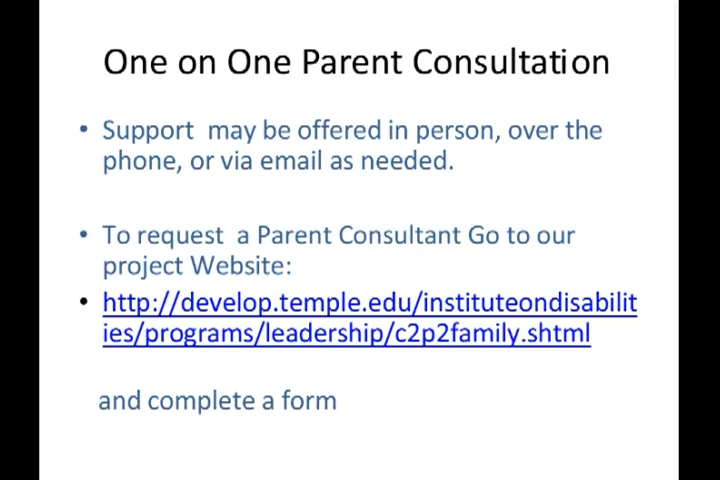 One on One Parent Consultation
• Support may be offered in person, over the
phone, or via email as needed.
• To request a Parent Consultant Go to our
project Website:
• http://develop.temple.edu/instituteondisabilit
ies/programs/leadership/c2p2family.shtml
and complete a form